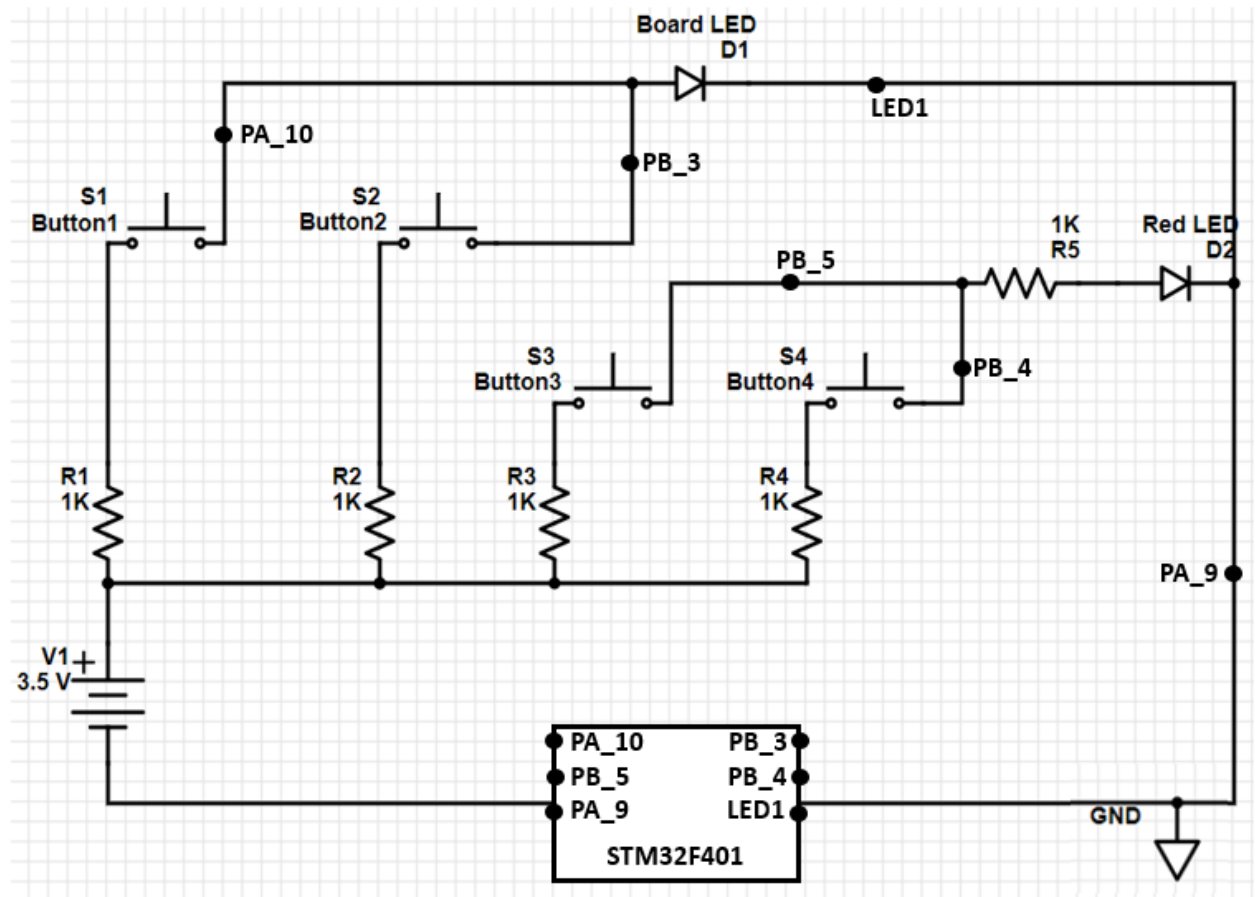 Board LED
D1
LED1
PA_10
PB_3
S1
Button1
S2
Button2
1K
R5
Red LED
D2
PB_5
S3
Button3
S4
Button4
PB_4
R1
1K
R2
1K
R3
1K
R4
1K
PA_9
V1
+
3.5 V
PA_10
PB_3
PB_5
PB_4
PA_9
LED1
STM32F401
GND